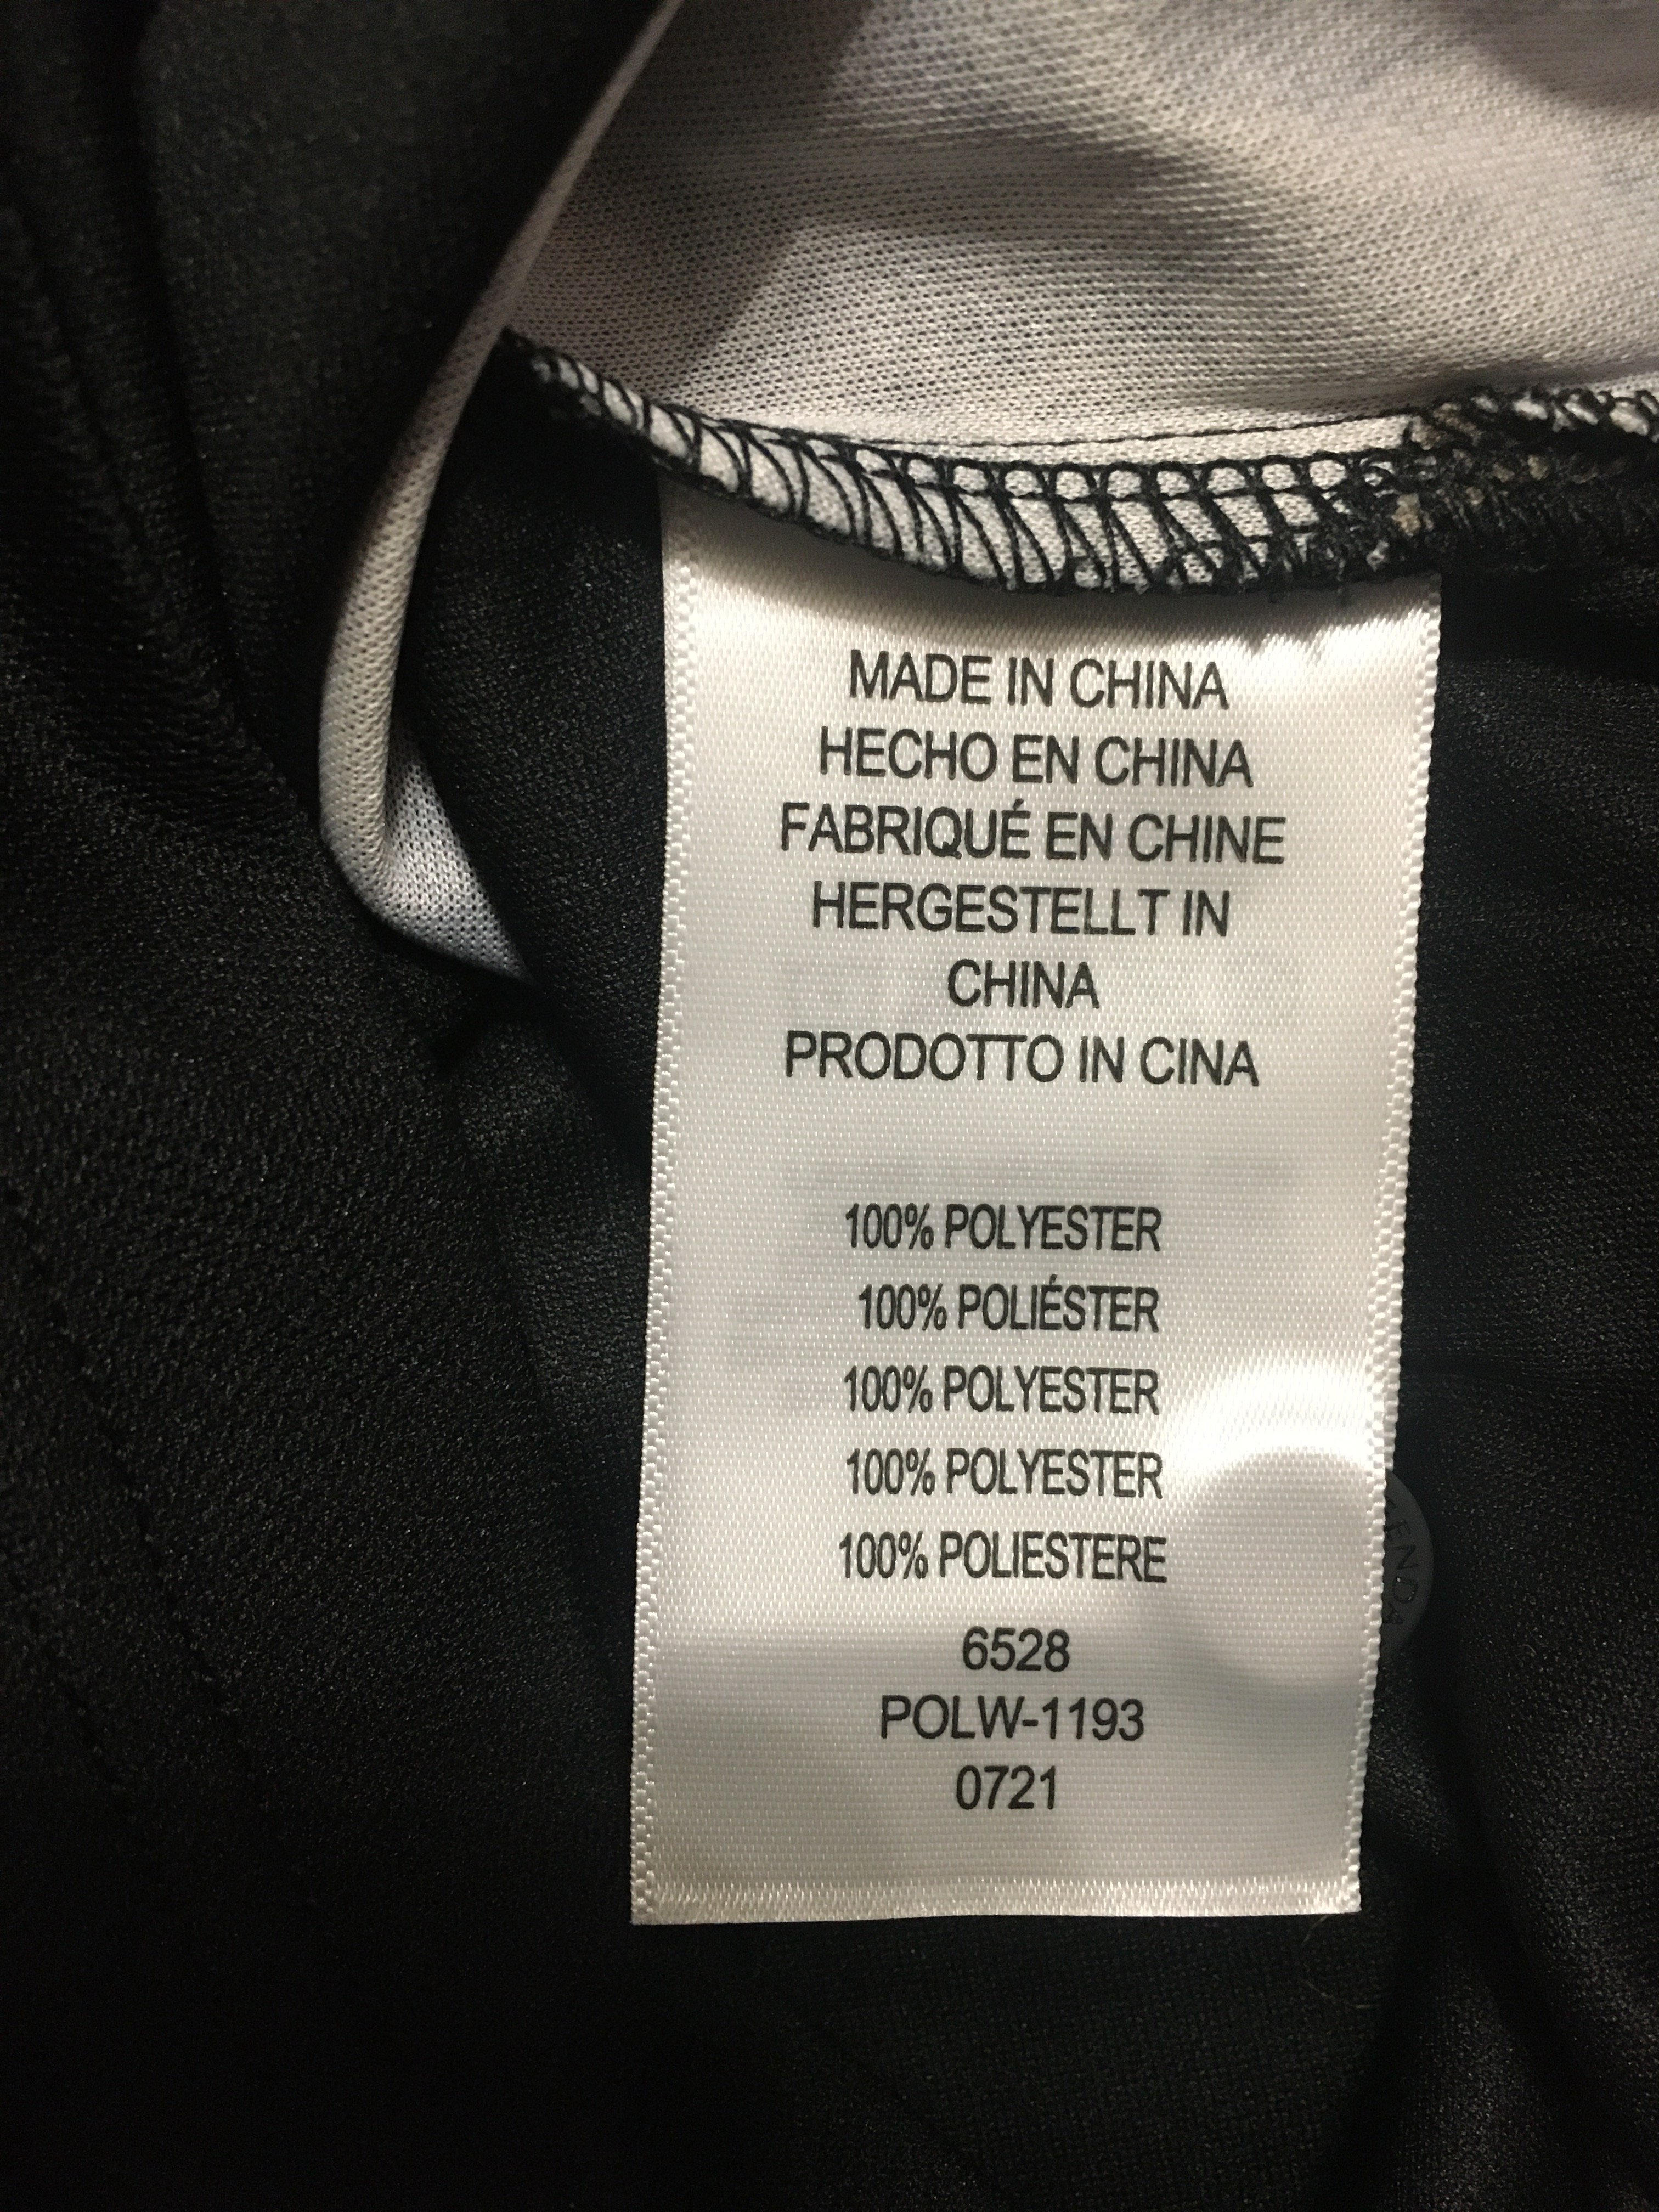 MADE IN CHINA
HECHO EN CHINA
FABRIQUÉ EN CHINE
HERGESTELLT IN
CHINA
PRODOTTO IN CINA
100% POLYESTER
100% POLIÉSTER
100% POLYESTER
100% POLYESTER
100% POLIESTERE
6528
POLW-1193
0721